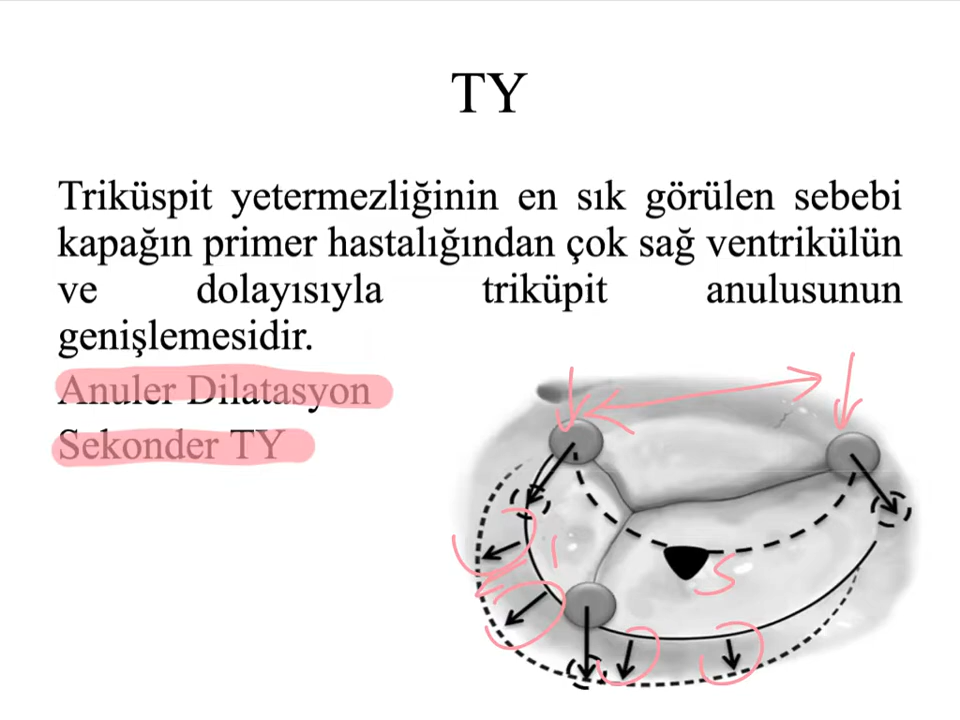 TY
Triküspit yetermezliğinin en sık görülen sebebi
kapağın primer hastalığından çok sağ ventrikülün
ve dolayısıyla triküpit anulusunun
genişlemesidir.
Anuler Dilatasyon
Sekonder TY